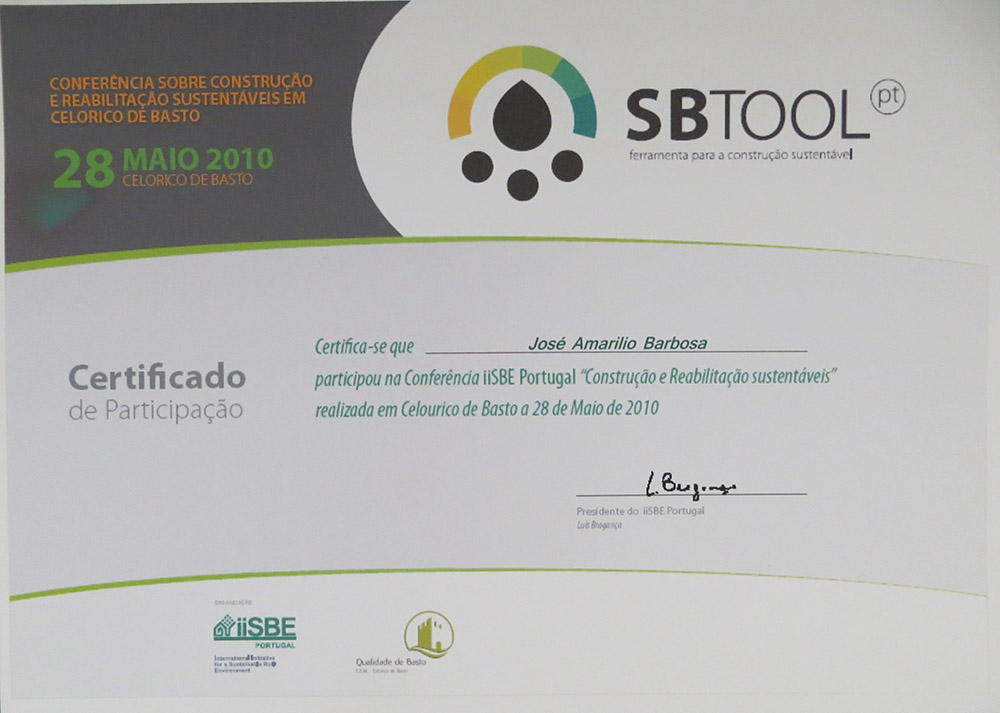 CONFERÊNCIA SOBRE CONSTRUÇÃO
E REABILITAÇÃO SUSTENTÁVEIS EM
CELORICO DE BASTO
28 MAIO 2010
CELORICO DE BASTO
SBTOOL pt
ferramenta para a construção sustentável
Certificado
de Participação
Certifica-se que José Amarilio Barbosa
participou na Conferência iiSBE Portugal “Construção e Reabilitação sustentáveis”
realizada em Celourico de Basto a 28 de Maio de 2010
L. Bragança
Presidente do iiSBE Portugal
Luís Bragança
ORGANIZAÇÃO
iiSBE
PORTUGAL
International Initiative
for a Sustainable Built
Environment
Qualidade de Basto
Celorico de Basto